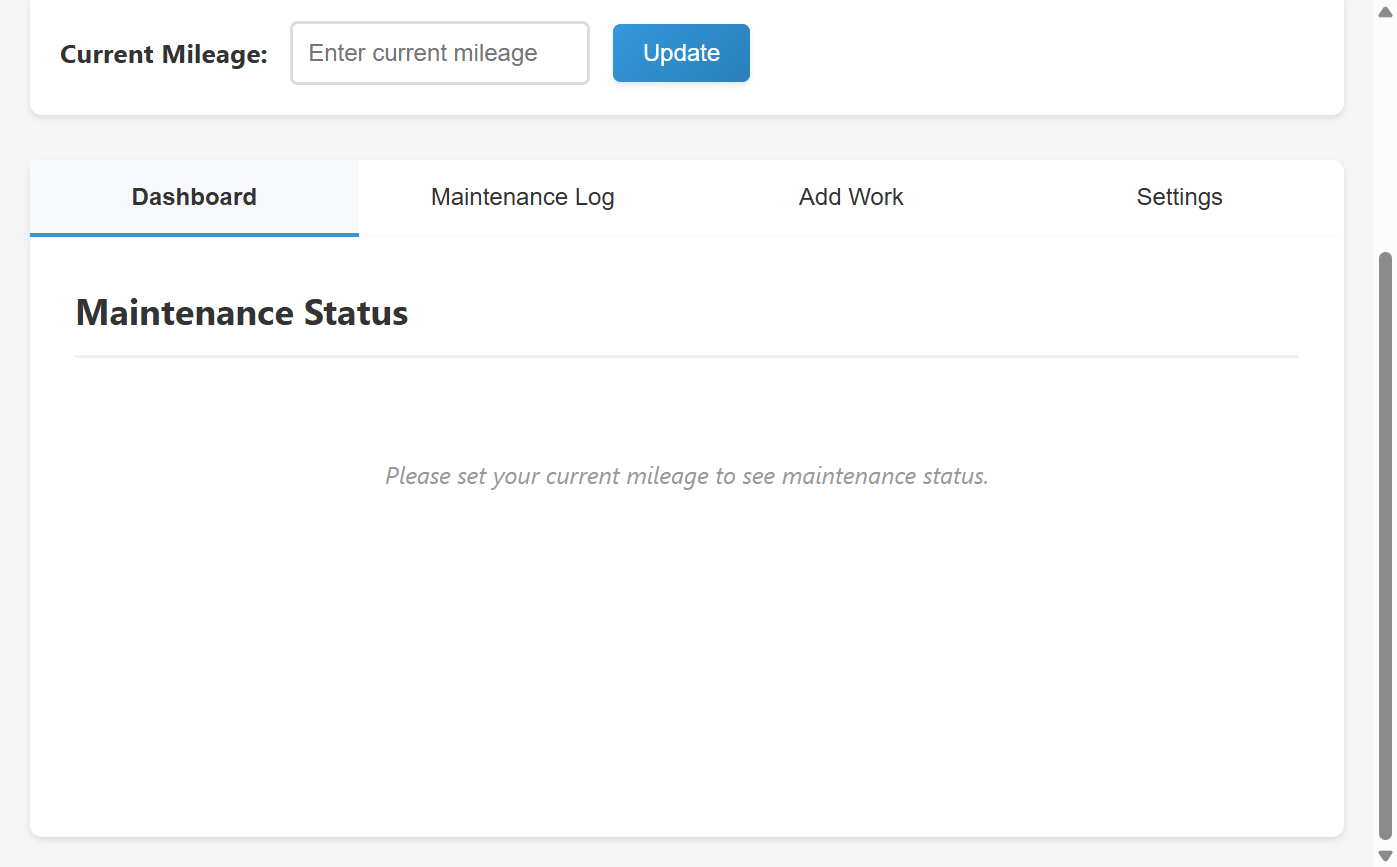 Current Mileage: Enter current mileage Update
Dashboard Maintenance Log Add Work Settings
Maintenance Status
Please set your current mileage to see maintenance status.